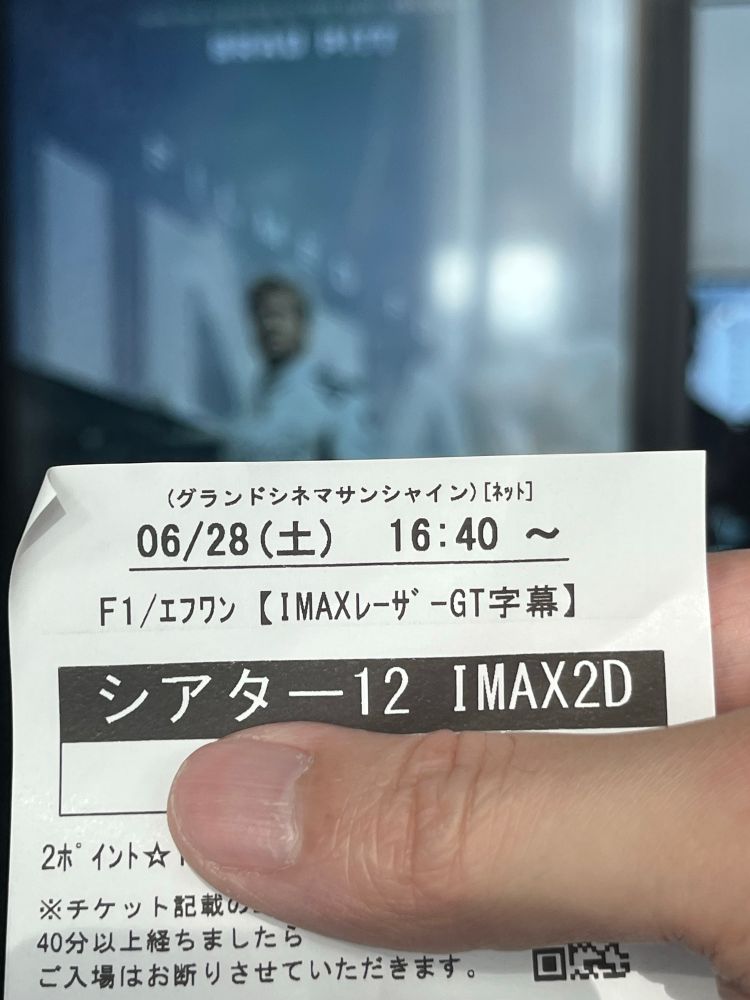 (グランドシネマサンシャイン)[ネット]
06/28(土) 16:40 ～
F1/エフワン【IMAXレーザーGT字幕】
シアター12 IMAX2D
2ポイント☆
※チケット記載の
40分以上経ちましたら
ご入場はお断りさせていただきます。